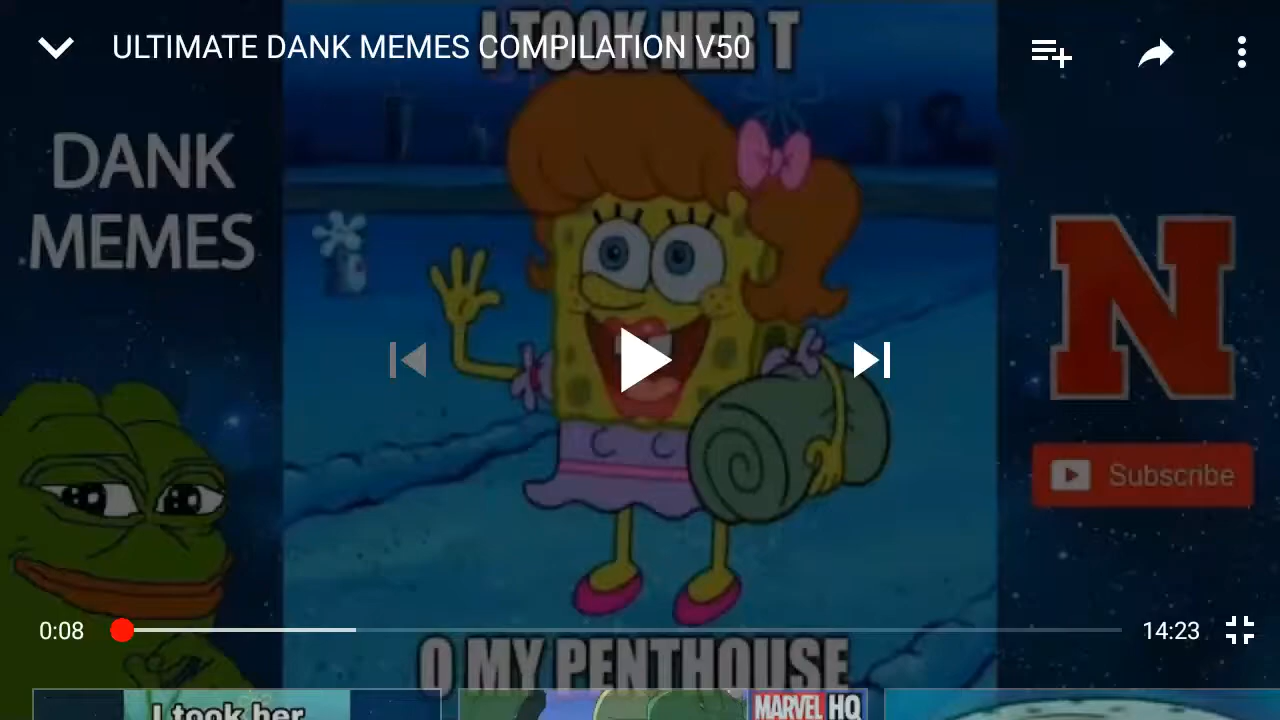 I TOOK HER T
ULTIMATE DANK MEMES COMPILATION V50
DANK
MEMES
N
Subscribe
0:08
14:23
O MY PENTHOUSE
I took her
MARVEL HQ